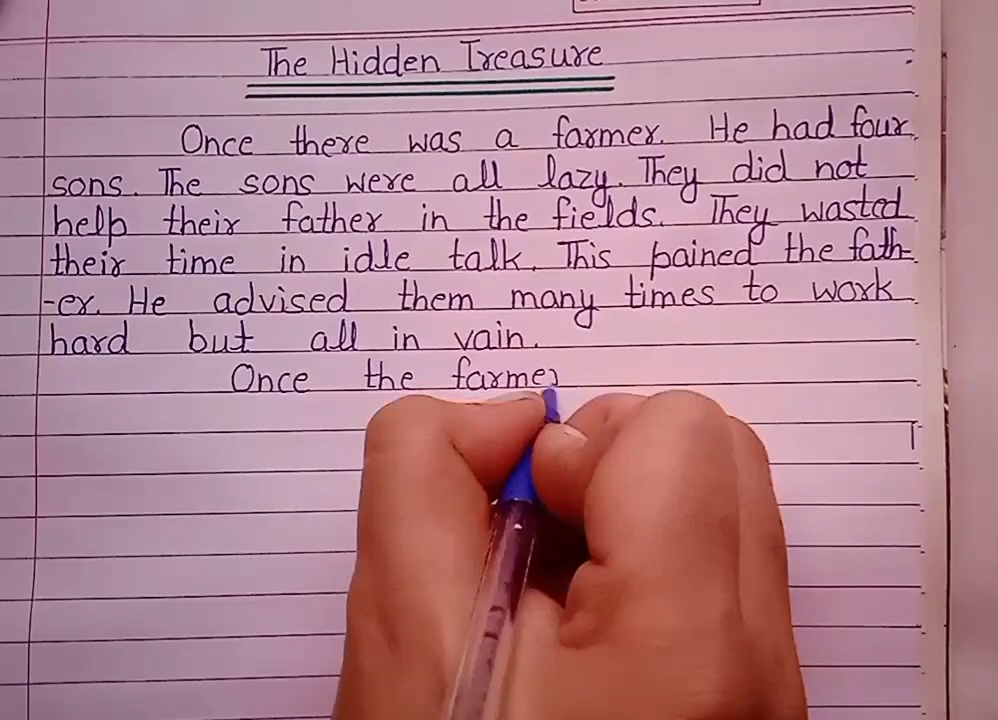 The Hidden Treasure
Once there was a farmer. He had four
sons. The sons were all lazy. They did not
help their father in the fields. They wasted
their time in idle talk. This pained the fath-
-er. He advised them many times to work
hard but all in vain.
Once the farme